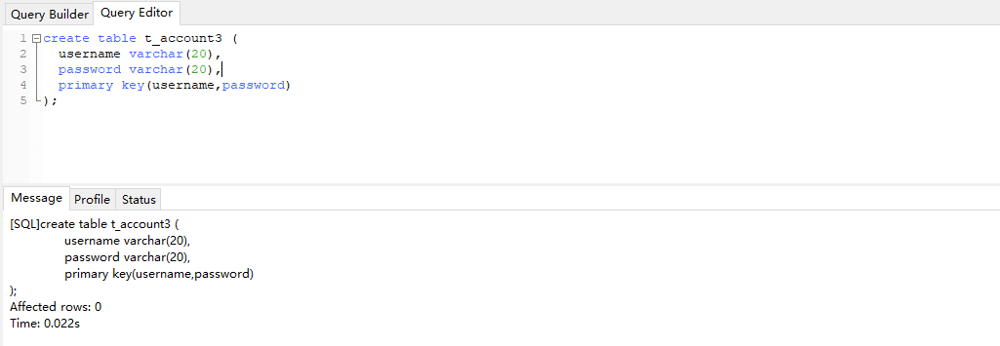 Query Builder Query Editor
1 create table t_account3 (
2 username varchar(20),
3 password varchar(20),
4 primary key(username,password)
5 );
Message Profile Status
[SQL]create table t_account3 (
username varchar(20),
password varchar(20),
primary key(username,password)
);
Affected rows: 0
Time: 0.022s